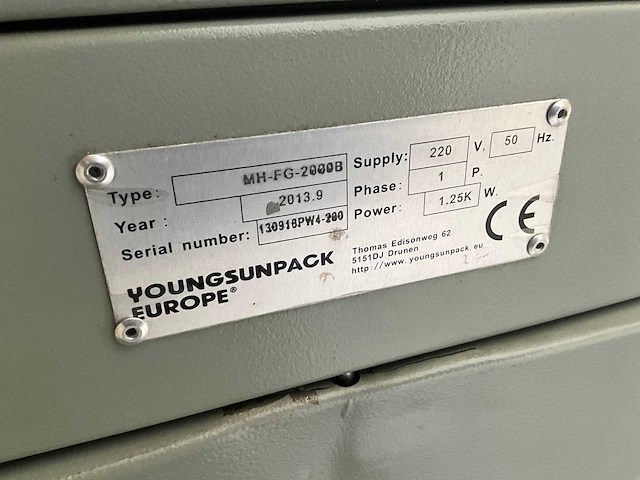 Type: MH-FG-2000B
Year: 2013.9
Serial number: 130916PW4-200
Supply: 220 V. 50 Hz.
Phase: 1 P.
Power: 1.25K W.
CE
YOUNGSUNPACK
EUROPE®
Thomas Edisonweg 62
5151DJ Drunen
http://www.youngsunpack.eu